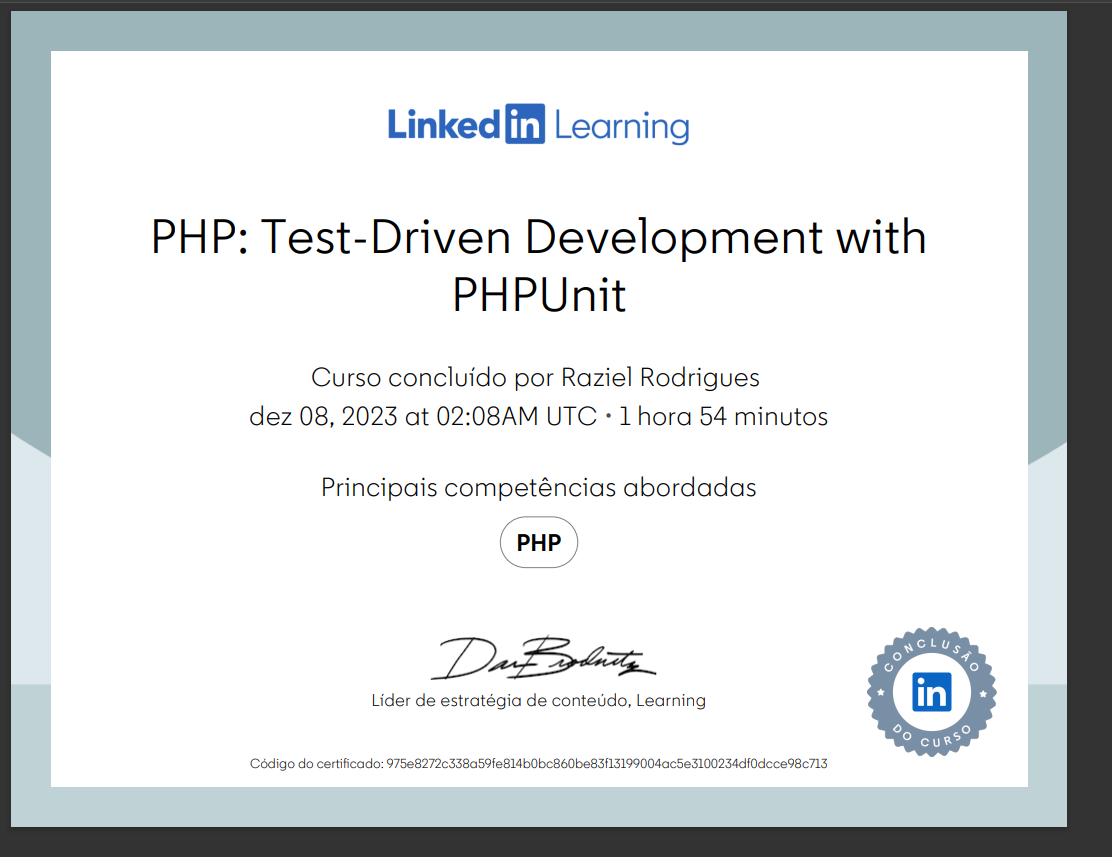 Linked in Learning
PHP: Test-Driven Development with
PHPUnit
Curso concluído por Raziel Rodrigues
dez 08, 2023 at 02:08AM UTC • 1 hora 54 minutos
Principais competências abordadas
PHP
Líder de estratégia de conteúdo, Learning
CONCLUSÃO
in
DO CURSO
Código do certificado: 975e8272c338a59fe814b0bc860be83f13199004ac5e3100234df0dcce98c713